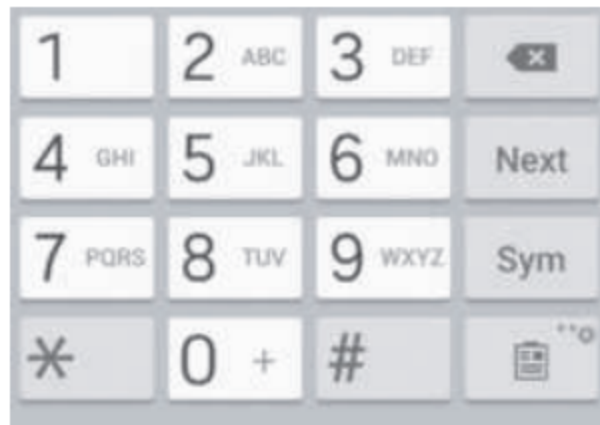 1 2 ABC 3 DEF
4 GHI 5 JKL 6 MNO Next
7 PQRS 8 TUV 9 WXYZ Sym
* 0 + #